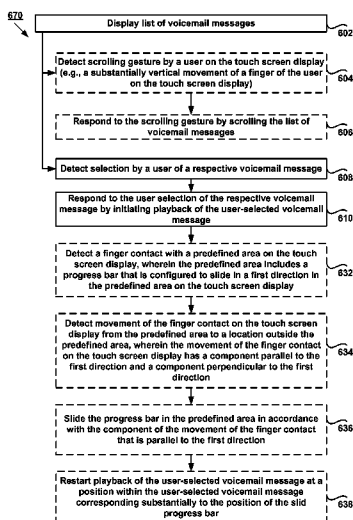 670
Display list of voicemail messages
602
Detect scrolling gesture by a user on the touch screen display
(e.g., a substantially vertical movement of a finger of the user
on the touch screen display)
604
Respond to the scrolling gesture by scrolling the list of
voicemail messages
606
Detect selection by a user of a respective voicemail message
608
Respond to the user selection of the respective voicemail
message by initiating playback of the user-selected voicemail
message
610
Detect a finger contact with a predefined area on the touch
screen display, wherein the predefined area includes a
progress bar that is configured to slide in a first direction in
the predefined area on the touch screen display
632
Detect movement of the finger contact on the touch screen
display from the predefined area to a location outside the
predefined area, wherein the movement of the finger contact
on the touch screen display has a component parallel to the
first direction and a component perpendicular to the first
direction
634
Slide the progress bar in the predefined area in accordance
with the component of the movement of the finger contact
that is parallel to the first direction
636
Restart playback of the user-selected voicemail message at a
position within the user-selected voicemail message
corresponding substantially to the position of the slid
progress bar
638